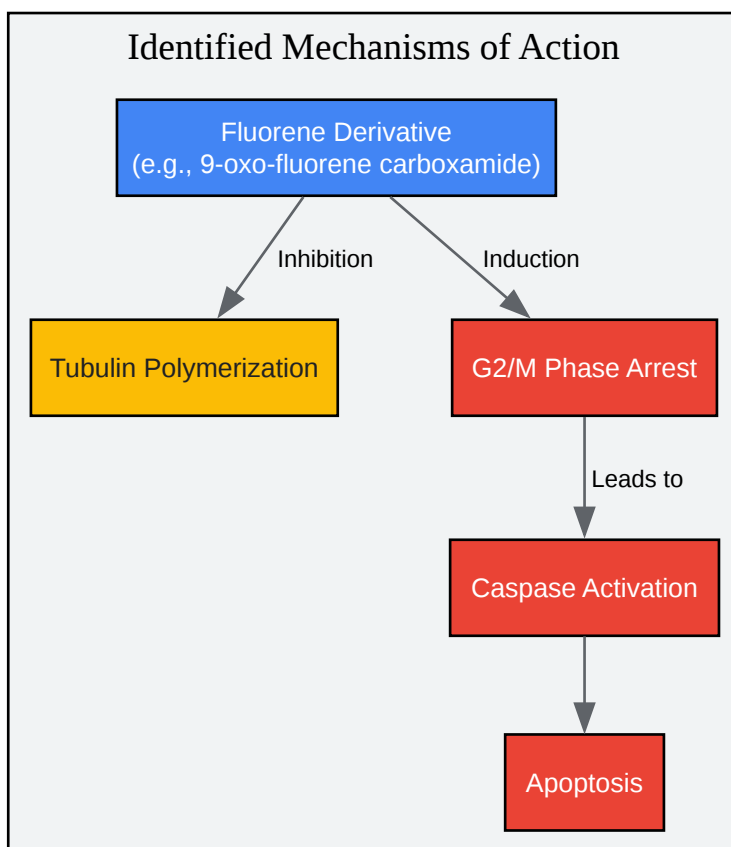 Identified Mechanisms of Action
Fluorene Derivative
(e.g., 9-oxo-fluorene carboxamide)
Inhibition
Induction
Tubulin Polymerization
G2/M Phase Arrest
Leads to
Caspase Activation
Apoptosis